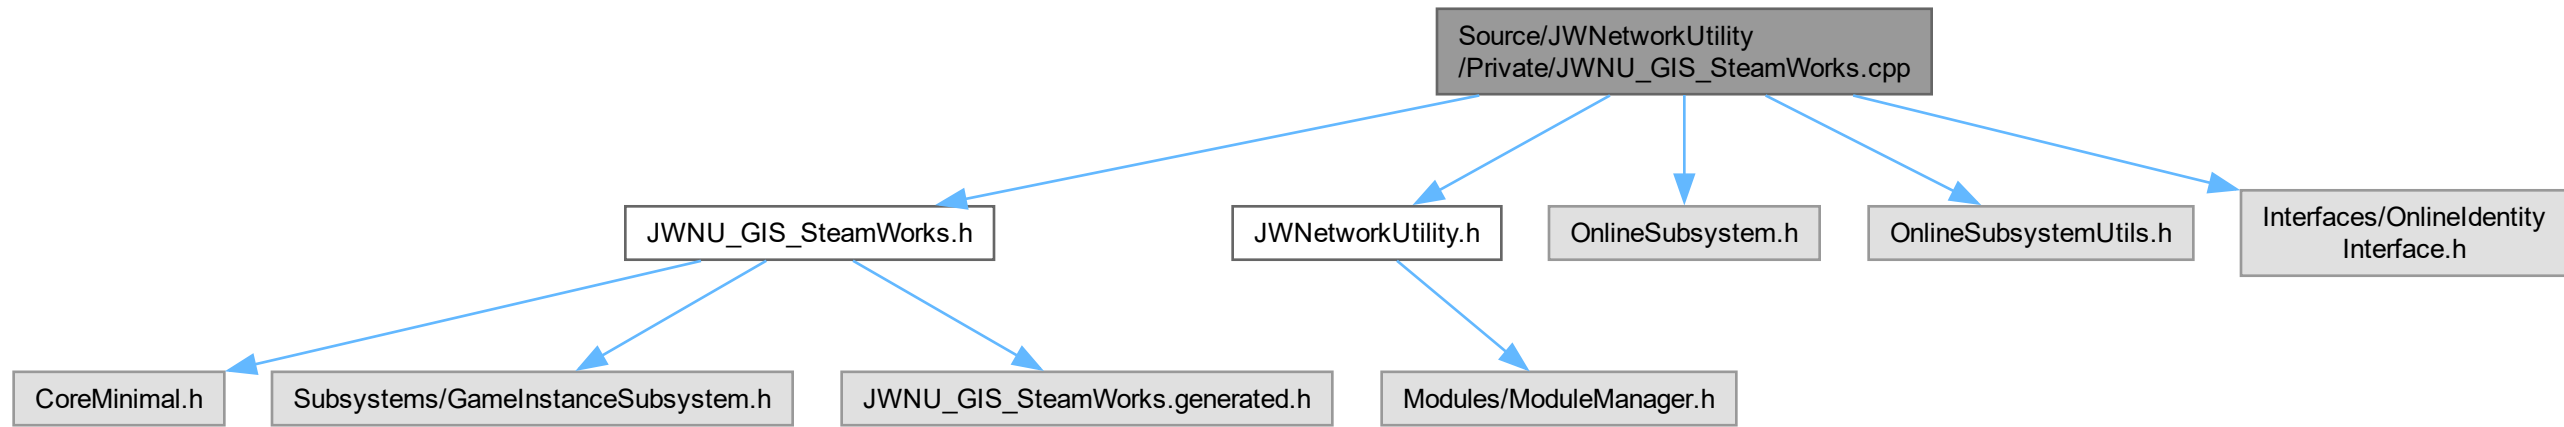 Source/JWNetworkUtility
/Private/JWNU_GIS_SteamWorks.cpp
JWNU_GIS_SteamWorks.h
JWNetworkUtility.h
OnlineSubsystem.h
OnlineSubsystemUtils.h
Interfaces/OnlineIdentity
Interface.h
CoreMinimal.h
Subsystems/GameInstanceSubsystem.h
JWNU_GIS_SteamWorks.generated.h
Modules/ModuleManager.h